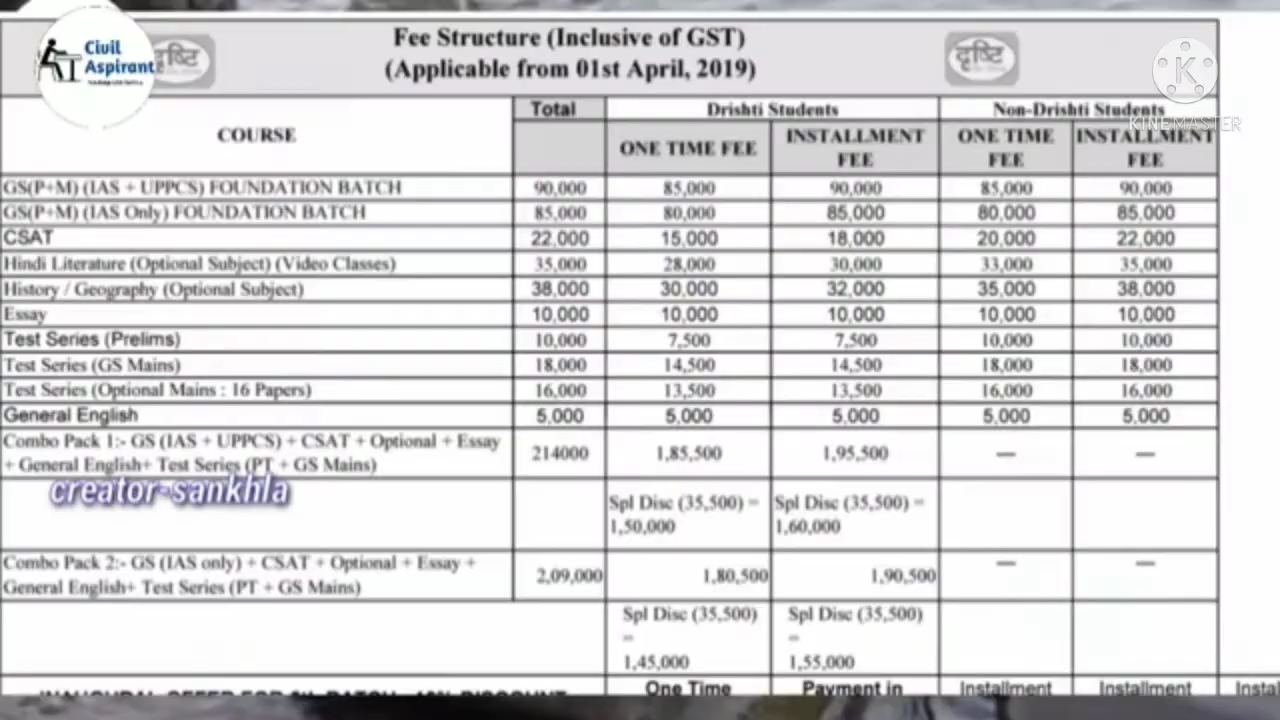 Civil
Aspirant
दृष्टि
Fee Structure (Inclusive of GST)
(Applicable from 01st April, 2019)
दृष्टि
K
KINEMASTER
COURSE Total Drishti Students Non-Drishti Students
ONE TIME FEE INSTALLMENT FEE ONE TIME FEE INSTALLMENT FEE
GS(P+M) (IAS + UPPCS) FOUNDATION BATCH 90,000 85,000 90,000 85,000 90,000
GS(P+M) (IAS Only) FOUNDATION BATCH 85,000 80,000 85,000 80,000 85,000
CSAT 22,000 15,000 18,000 20,000 22,000
Hindi Literature (Optional Subject) (Video Classes) 35,000 28,000 30,000 33,000 35,000
History / Geography (Optional Subject) 38,000 30,000 32,000 35,000 38,000
Essay 10,000 10,000 10,000 10,000 10,000
Test Series (Prelims) 10,000 7,500 7,500 10,000 10,000
Test Series (GS Mains) 18,000 14,500 14,500 18,000 18,000
Test Series (Optional Mains : 16 Papers) 16,000 13,500 13,500 16,000 16,000
General English 5,000 5,000 5,000 5,000 5,000
Combo Pack 1:- GS (IAS + UPPCS) + CSAT + Optional + Essay
+ General English+ Test Series (PT + GS Mains) 214000 1,85,500 1,95,500 — —
creator-sankhla
Spl Disc (35,500) = Spl Disc (35,500) =
1,50,000 1,60,000
Combo Pack 2:- GS (IAS only) + CSAT + Optional + Essay +
General English+ Test Series (PT + GS Mains) 2,09,000 1,80,500 1,90,500 — —
Spl Disc (35,500) Spl Disc (35,500)
= =
1,45,000 1,55,000
One Time Payment in Installment Installment